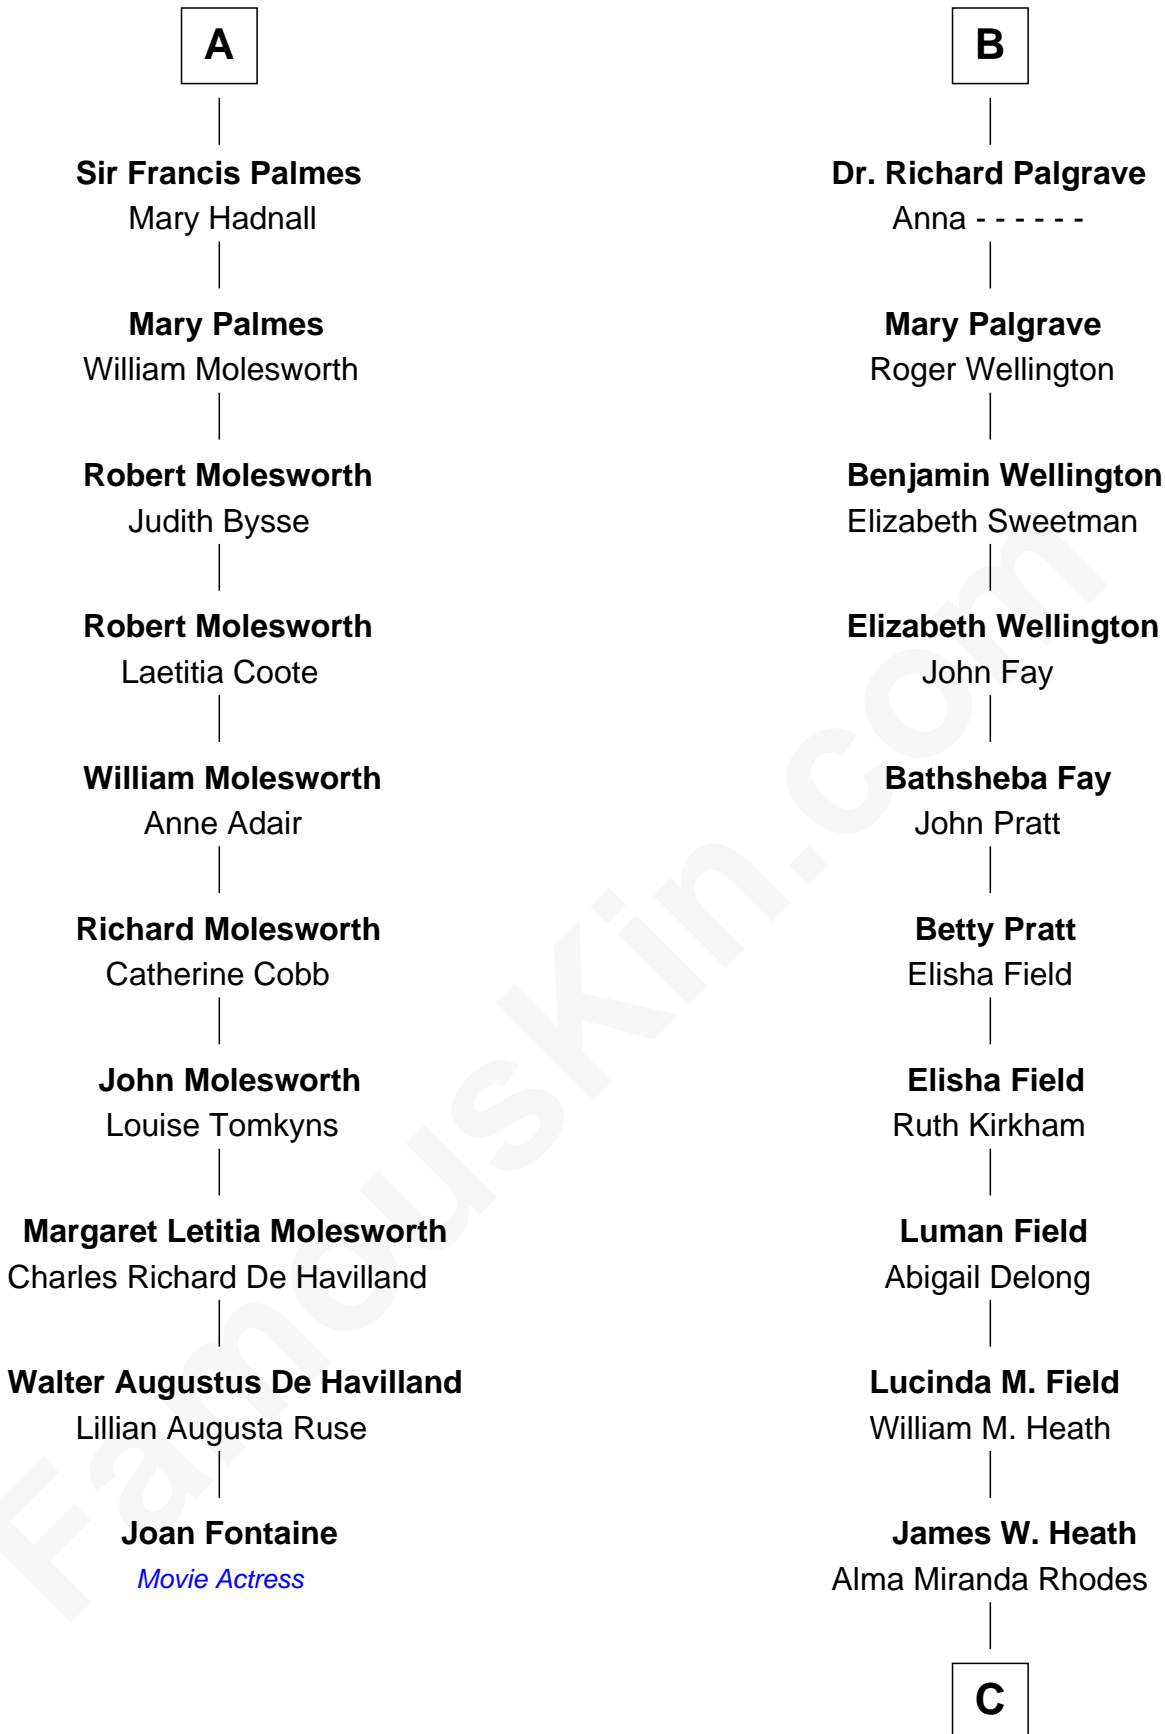 A
Sir Francis Palmes
Mary Hadnall
Mary Palmes
William Molesworth
Robert Molesworth
Judith Bysse
Robert Molesworth
Laetitia Coote
William Molesworth
Anne Adair
Richard Molesworth
Catherine Cobb
John Molesworth
Louise Tomkyns
Margaret Letitia Molesworth
Charles Richard De Havilland
Walter Augustus De Havilland
Lillian Augusta Ruse
Joan Fontaine
Movie Actress
B
Dr. Richard Palgrave
Anna - - - - - -
Mary Palgrave
Roger Wellington
Benjamin Wellington
Elizabeth Sweetman
Elizabeth Wellington
John Fay
Bathsheba Fay
John Pratt
Betty Pratt
Elisha Field
Elisha Field
Ruth Kirkham
Luman Field
Abigail Delong
Lucinda M. Field
William M. Heath
James W. Heath
Alma Miranda Rhodes
C
FamousKin.com